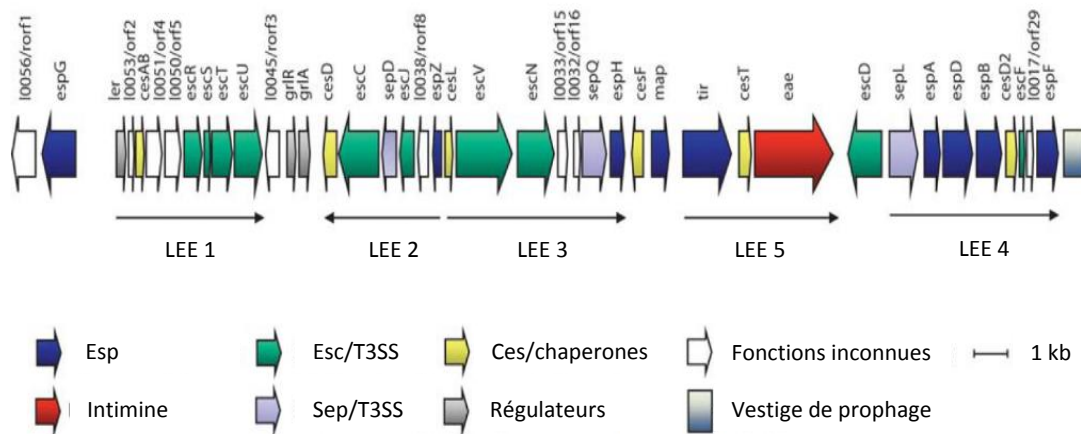 l0056/rorf1
espG
ler
l0053/orf2
cesAB
l0051/orf4
l0050/orf5
escR
escS
escT
escU
l0045/rorf3
grlR
grlA
cesD
escC
sepD
escJ
l0038/rorf8
espZ
cesL
escV
escN
l0033/orf15
l0032/orf16
sepQ
espH
cesF
map
tir
cesT
eae
escD
sepL
espA
espD
espB
cesD2
escF
l0017/orf29
espF
LEE 1
LEE 2
LEE 3
LEE 5
LEE 4
Esp
Esc/T3SS
Ces/chaperones
Fonctions inconnues
1 kb
Intimine
Sep/T3SS
Régulateurs
Vestige de prophage